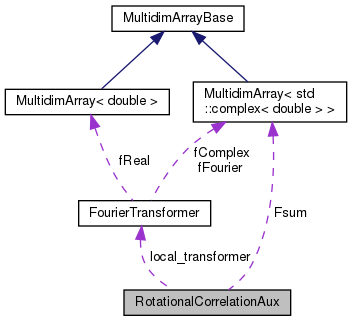 MultidimArrayBase
MultidimArray< double >
MultidimArray< std
::complex< double > >
fReal
fComplex
fFourier
FourierTransformer
Fsum
local_transformer
RotationalCorrelationAux